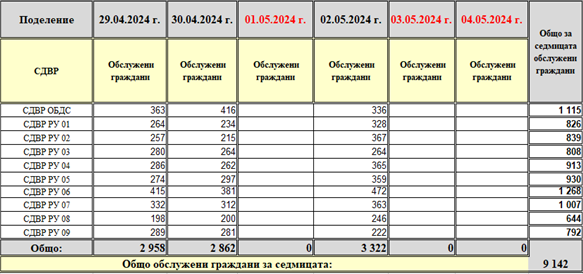 Поделение 29.04.2024 г. 30.04.2024 г. 01.05.2024 г. 02.05.2024 г. 03.05.2024 г. 04.05.2024 г. Общо за седмицата обслужени граждани
СДВР Обслужени граждани Обслужени граждани Обслужени граждани Обслужени граждани Обслужени граждани Обслужени граждани
СДВР ОБДС 363 416 336 1 115
СДВР РУ 01 264 234 328 826
СДВР РУ 02 257 215 367 839
СДВР РУ 03 280 264 264 808
СДВР РУ 04 286 262 365 913
СДВР РУ 05 274 297 359 930
СДВР РУ 06 415 381 472 1 268
СДВР РУ 07 332 312 363 1 007
СДВР РУ 08 198 200 246 644
СДВР РУ 09 289 281 222 792
Общо: 2 958 2 862 0 3 322 0 0
Общо обслужени граждани за седмицата: 9 142